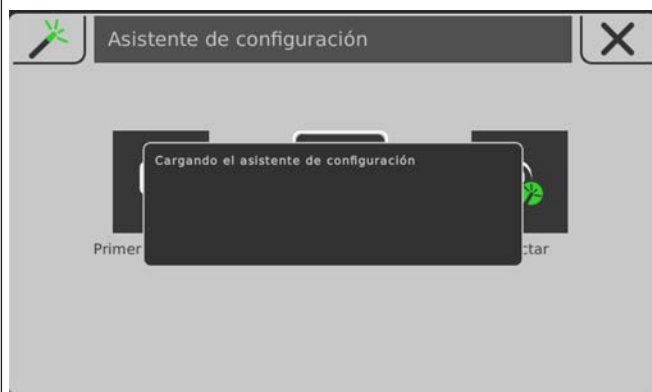 Asistente de configuración
Cargando el asistente de configuración
Primer
ctar